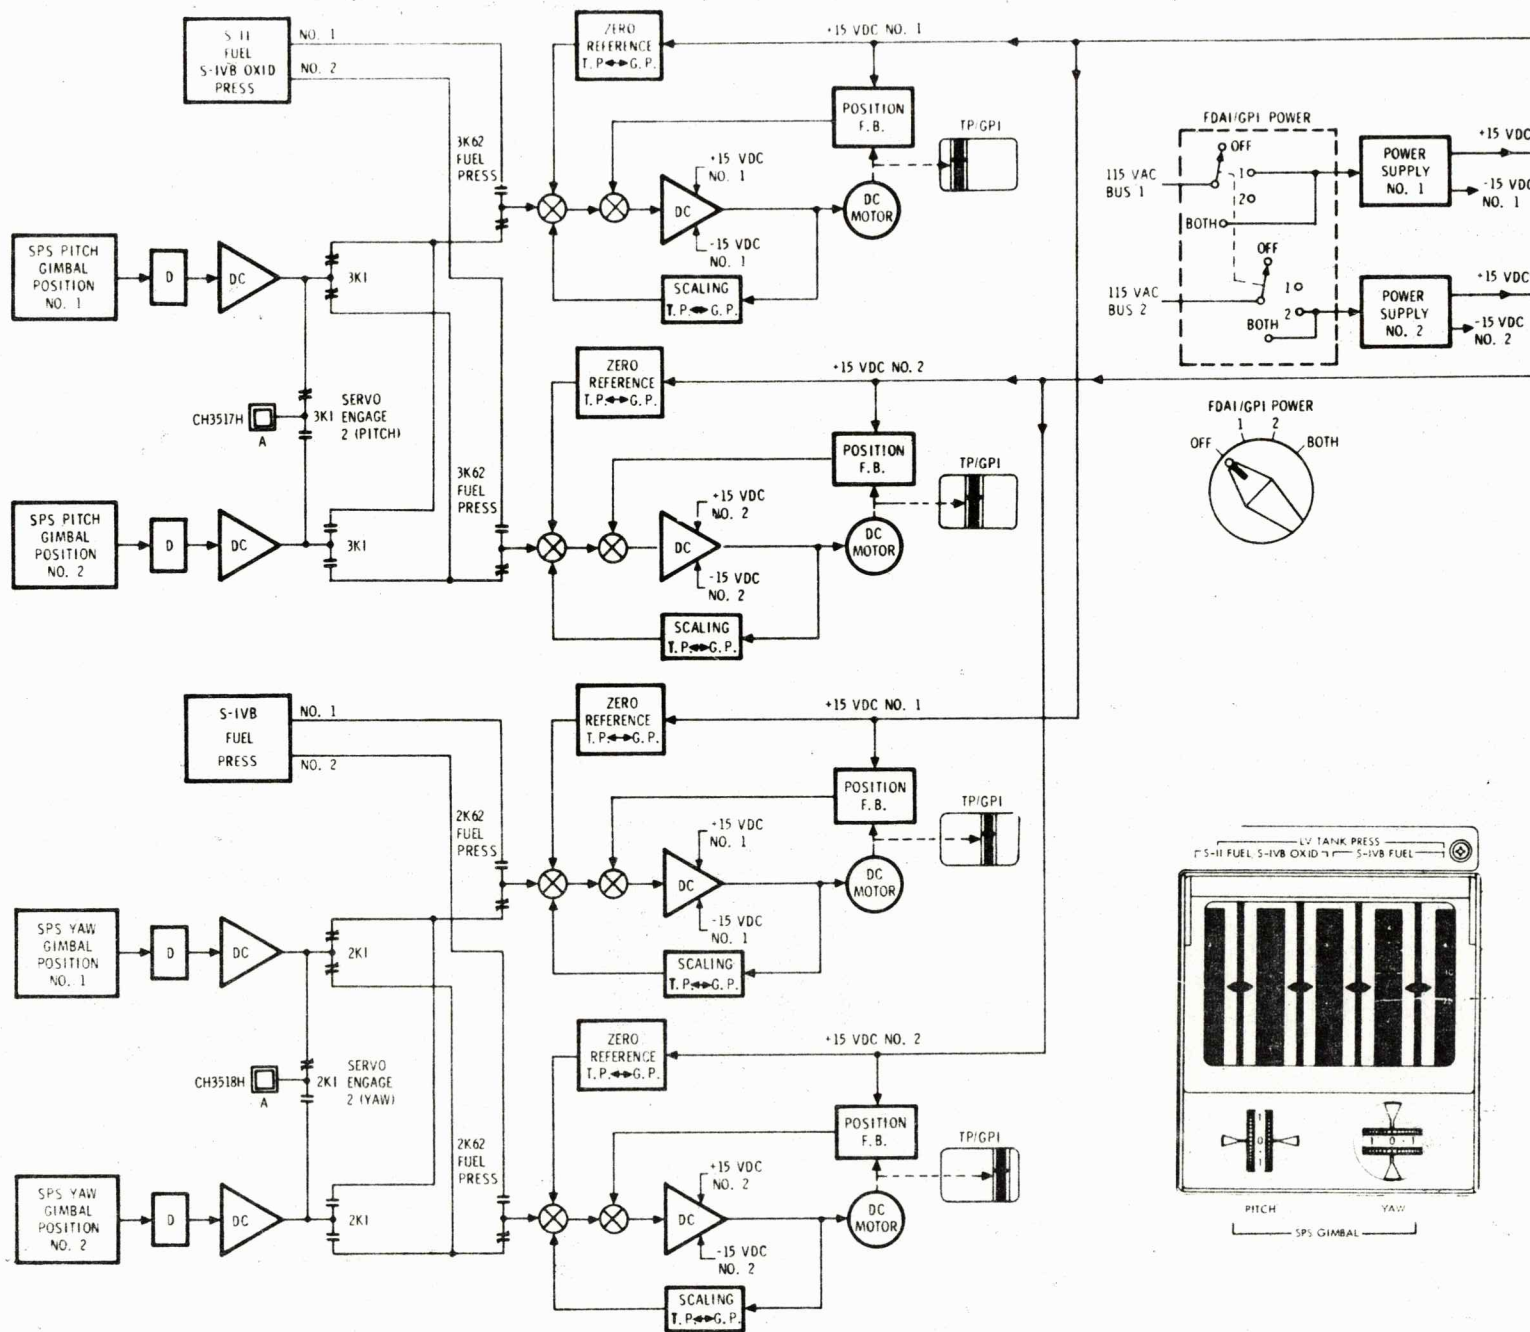 S II
FUEL
S-IVB OXID
PRESS
NO. 1
NO. 2
3K62
FUEL
PRESS
ZERO
REFERENCE
T. P.↔G. P.
+15 VDC NO. 1
POSITION
F.B.
TP/GPI
+15 VDC
NO. 1
DC
-15 VDC
NO. 1
DC
MOTOR
SCALING
T. P.↔G. P.
SPS PITCH
GIMBAL
POSITION
NO. 1
D
DC
3K1
CH3517H
A
3K1
SERVO
ENGAGE
2 (PITCH)
SPS PITCH
GIMBAL
POSITION
NO. 2
D
DC
3K1
3K62
FUEL
PRESS
ZERO
REFERENCE
T. P.↔G. P.
+15 VDC NO. 2
POSITION
F.B.
TP/GPI
+15 VDC
NO. 2
DC
-15 VDC
NO. 2
DC
MOTOR
SCALING
T. P.↔G. P.
FDAI/GPI POWER
OFF
115 VAC
BUS 1
1
2
BOTH
OFF
115 VAC
BUS 2
1
2
BOTH
POWER
SUPPLY
NO. 1
+15 VDC
-15 VDC
NO. 1
POWER
SUPPLY
NO. 2
+15 VDC
-15 VDC
NO. 2
FDAI/GPI POWER
OFF
1
2
BOTH
S-IVB
FUEL
PRESS
NO. 1
NO. 2
2K62
FUEL
PRESS
ZERO
REFERENCE
T. P.↔G. P.
+15 VDC NO. 1
POSITION
F.B.
TP/GPI
+15 VDC
NO. 1
DC
-15 VDC
NO. 1
DC
MOTOR
SCALING
T. P.↔G. P.
SPS YAW
GIMBAL
POSITION
NO. 1
D
DC
2K1
CH3518H
A
2K1
SERVO
ENGAGE
2 (YAW)
SPS YAW
GIMBAL
POSITION
NO. 2
D
DC
2K1
2K62
FUEL
PRESS
ZERO
REFERENCE
T. P.↔G. P.
+15 VDC NO. 2
POSITION
F.B.
TP/GPI
+15 VDC
NO. 2
DC
-15 VDC
NO. 2
DC
MOTOR
SCALING
T. P.↔G. P.
LV TANK PRESS
S-II FUEL, S-IVB OXID
S-IVB FUEL
1
0
1
1 0 1
PITCH
YAW
SPS GIMBAL